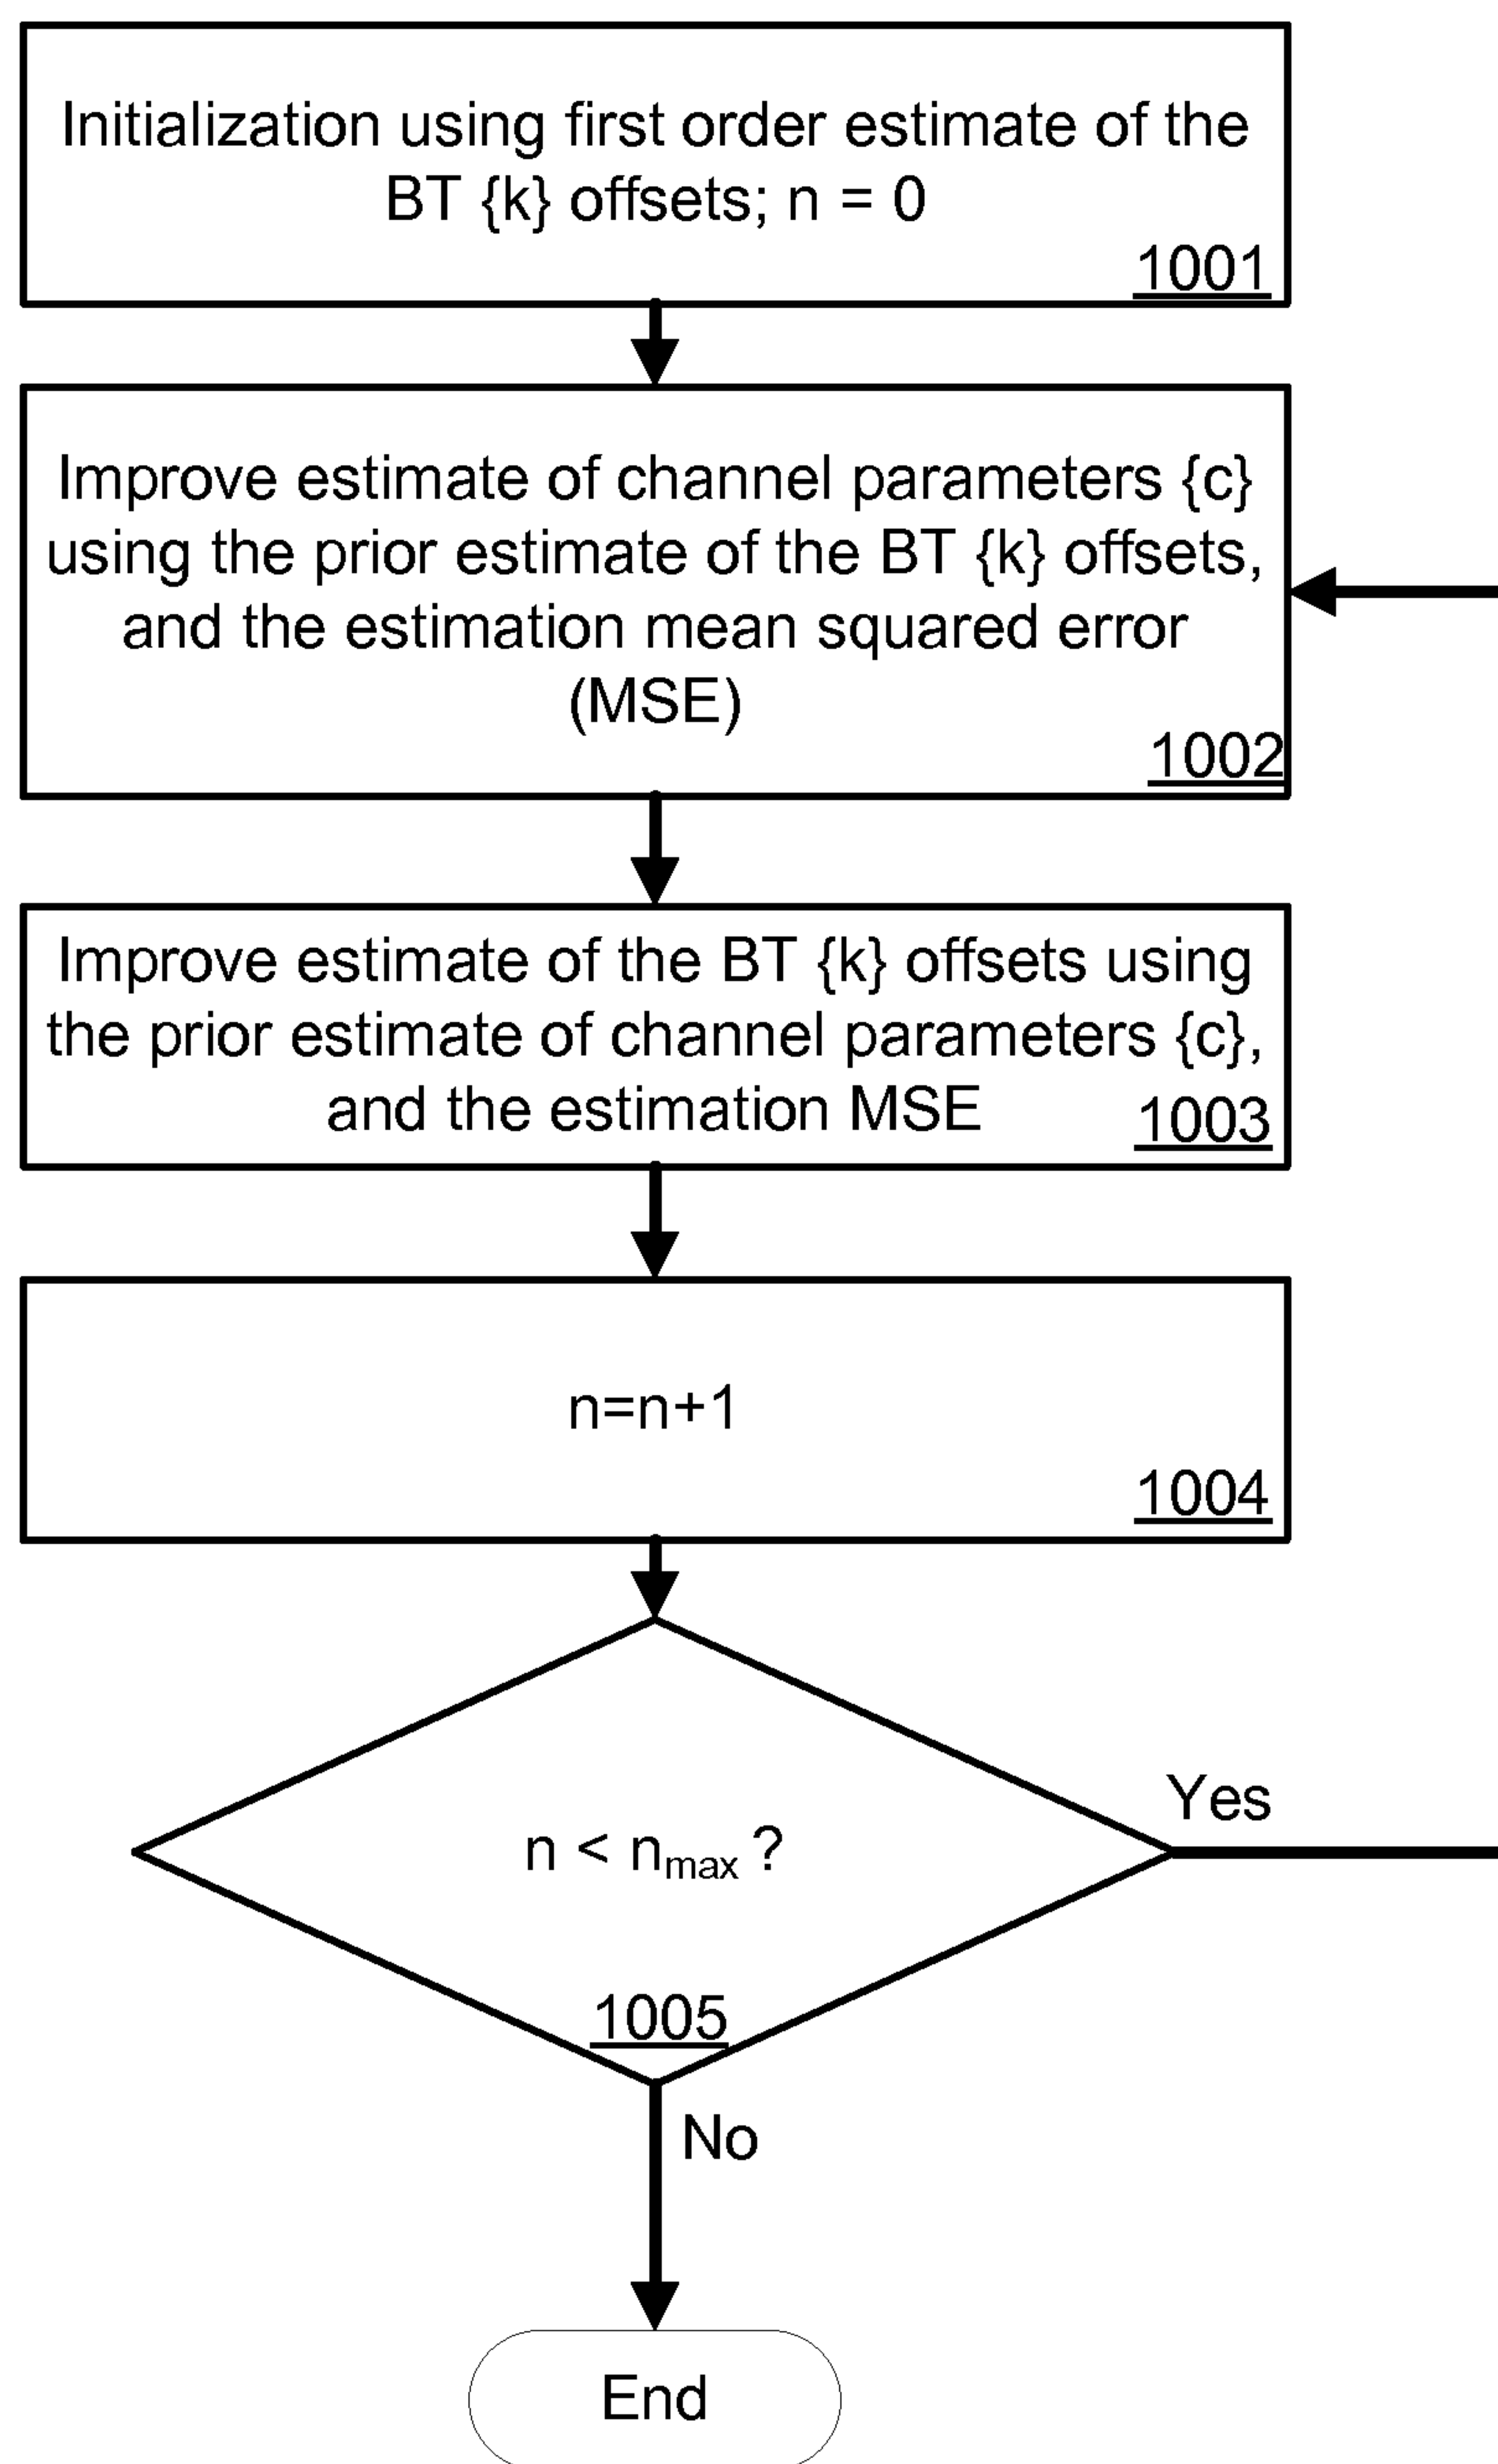 Initialization using first order estimate of the
BT {k} offsets; n = 0
1001
Improve estimate of channel parameters {c}
using the prior estimate of the BT {k} offsets,
and the estimation mean squared error
(MSE)
1002
Improve estimate of the BT {k} offsets using
the prior estimate of channel parameters {c},
and the estimation MSE
1003
n=n+1
1004
Yes
n < nmax ?
1005
No
End